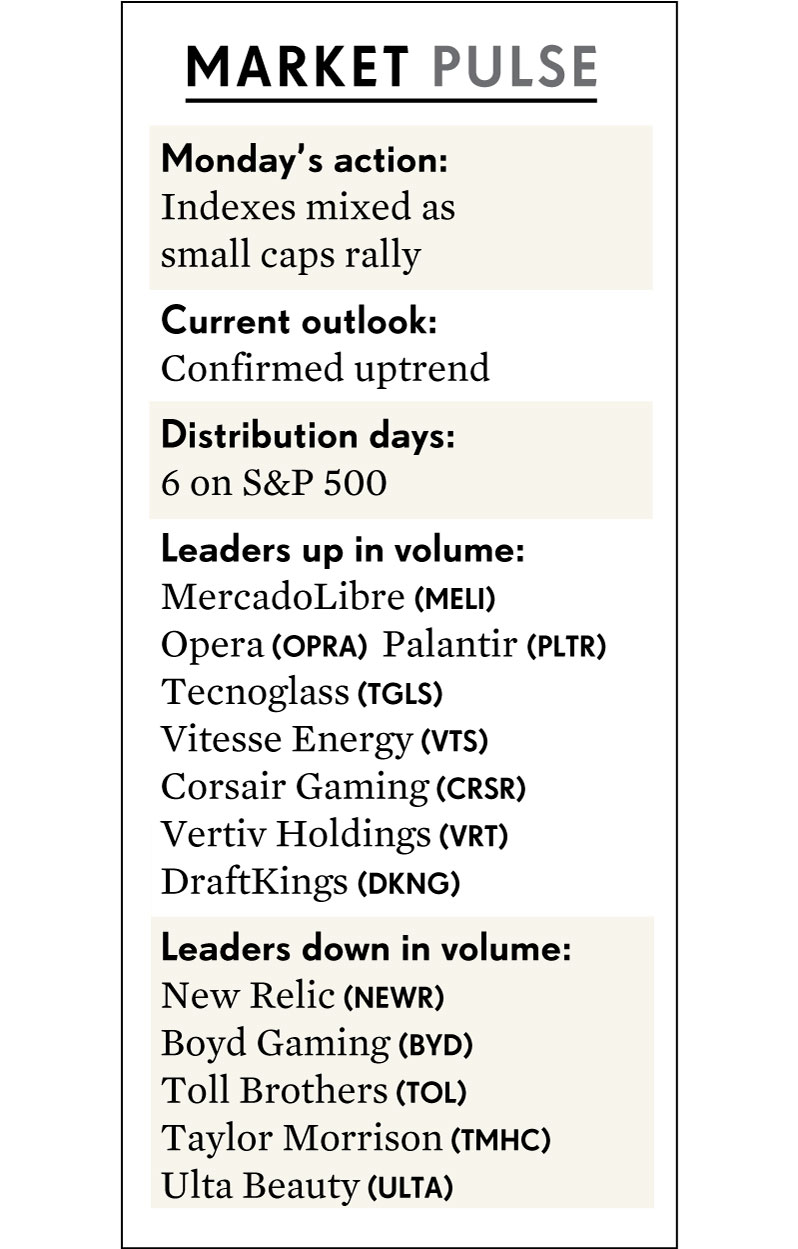 MARKET PULSE
Monday's action:
Indexes mixed as
small caps rally
Current outlook:
Confirmed uptrend
Distribution days:
6 on S&P 500
Leaders up in volume:
MercadoLibre (MELI)
Opera (OPRA) Palantir (PLTR)
Tecnoglass (TGLS)
Vitesse Energy (VTS)
Corsair Gaming (CRSR)
Vertiv Holdings (VRT)
DraftKings (DKNG)
Leaders down in volume:
New Relic (NEWR)
Boyd Gaming (BYD)
Toll Brothers (TOL)
Taylor Morrison (TMHC)
Ulta Beauty (ULTA)